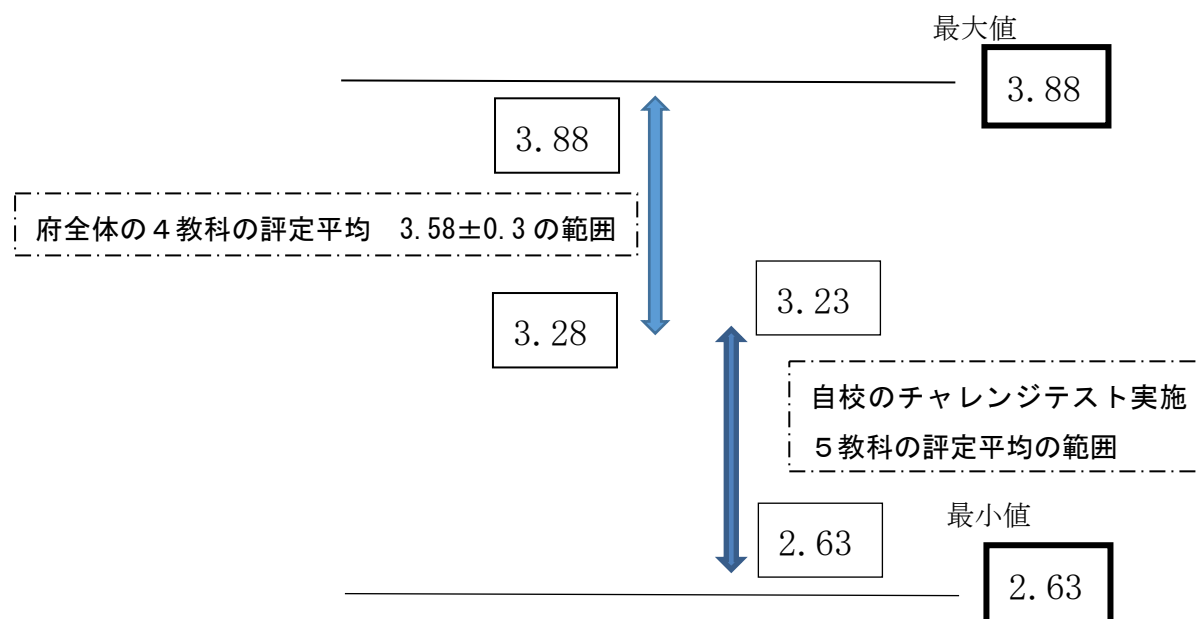 最大値
3.88
3.88
府全体の4教科の評定平均　3.58±0.3の範囲
3.28
3.23
自校のチャレンジテスト実施
5教科の評定平均の範囲
2.63
最小値
2.63